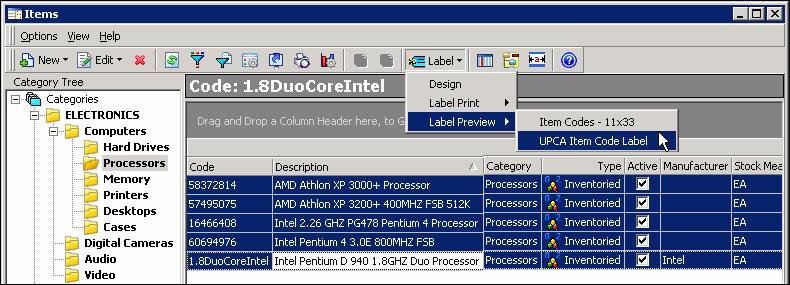 Items
Options View Help
New Edit Label
Category Tree
Categories
ELECTRONICS
Computers
Hard Drives
Processors
Memory
Printers
Desktops
Cases
Digital Cameras
Audio
Video
Code: 1.8DuoCoreIntel
Drag and Drop a Column Header here, to G
Design
Label Print
Label Preview
Item Codes - 11x33
UPCA Item Code Label
Code Description Category Type Active Manufacturer Stock Mea
58372814 AMD Athlon XP 3000+ Processor Processors Inventoried EA
57495075 AMD Athlon XP 3200+ 400MHZ FSB 512K Processors Inventoried EA
16466408 Intel 2.26 GHZ PG478 Pentium 4 Processor Processors Inventoried EA
60694976 Intel Pentium 4 3.0E 800MHZ FSB Processors Inventoried EA
1.8DuoCoreIntel Intel Pentium D 940 1.8GHZ Duo Processor Processors Inventoried Intel EA